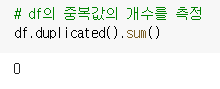 # df의 중복값의 개수를 측정
df.duplicated().sum()
0